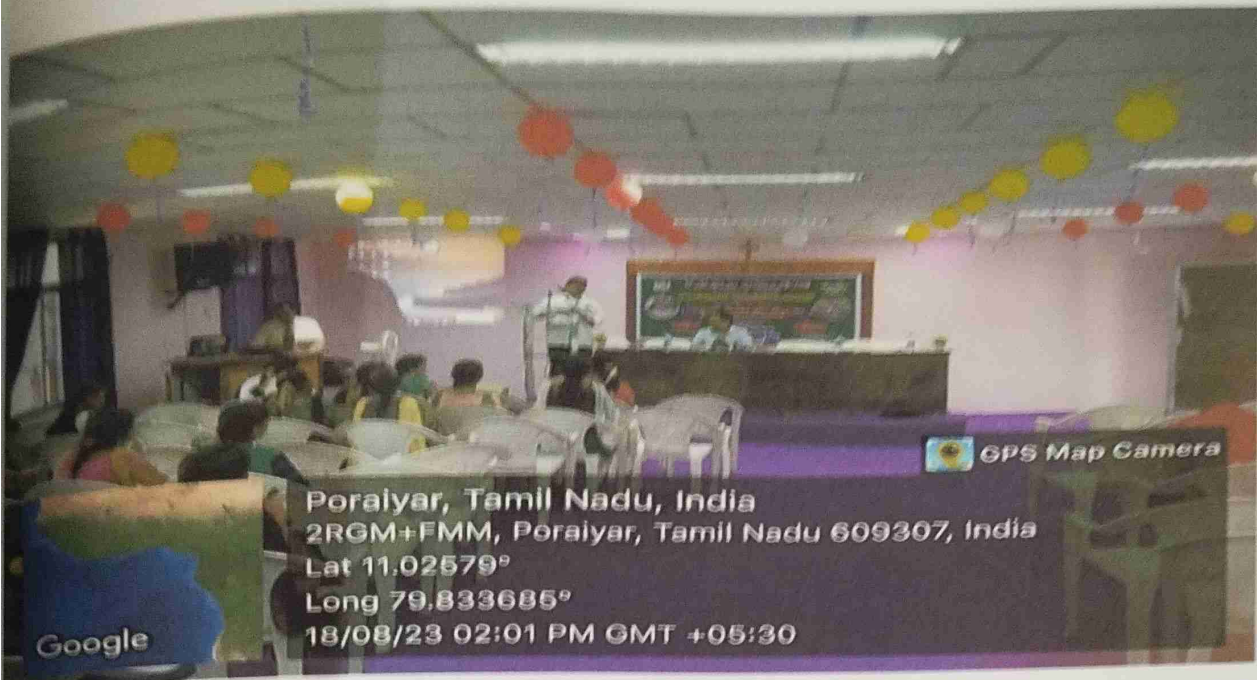 GPS Map Camera
Poraiyar, Tamil Nadu, India
2RGM+FMM, Poraiyar, Tamil Nadu 609307, India
Lat 11.02579°
Long 79.833685°
18/08/23 02:01 PM GMT +05:30
Google